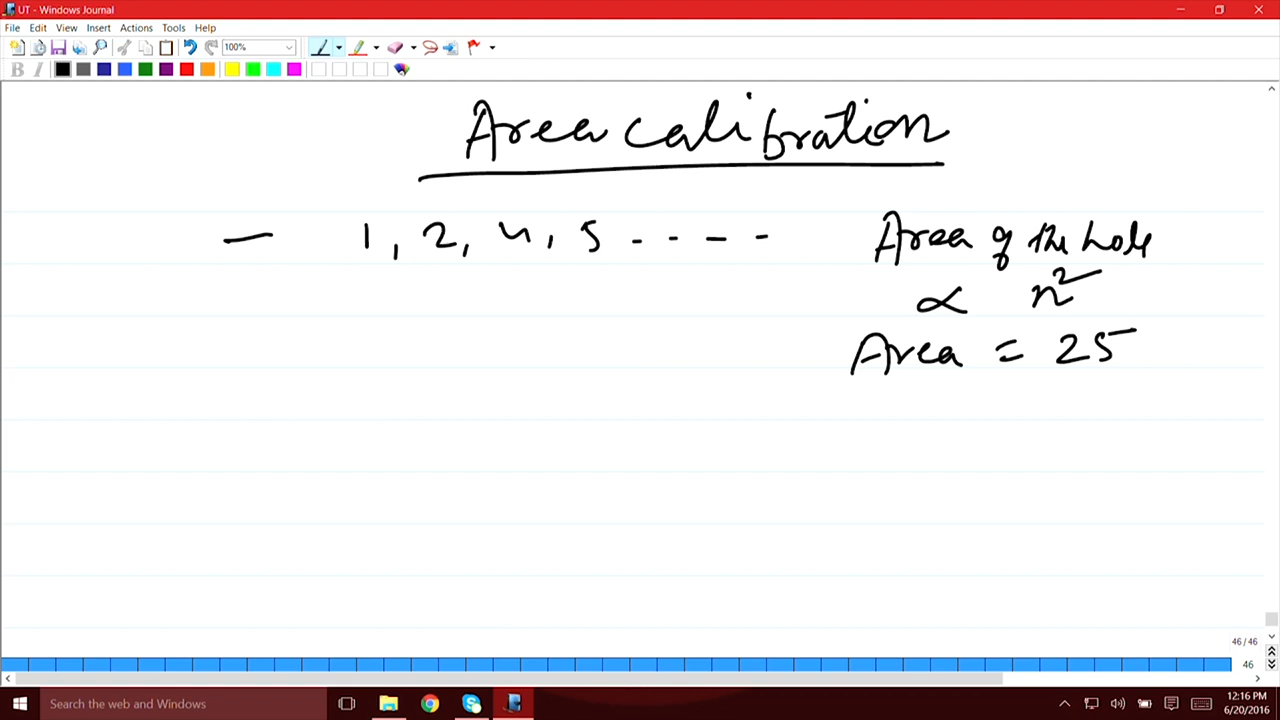 UT - Windows Journal
File Edit View Insert Actions Tools Help
100%
B I
Area calibration
— 1, 2, 4, 5 - - - -
Area of the hole
∝ n²
Area = 25
46 / 46
46
Search the web and Windows
12:16 PM
6/20/2016